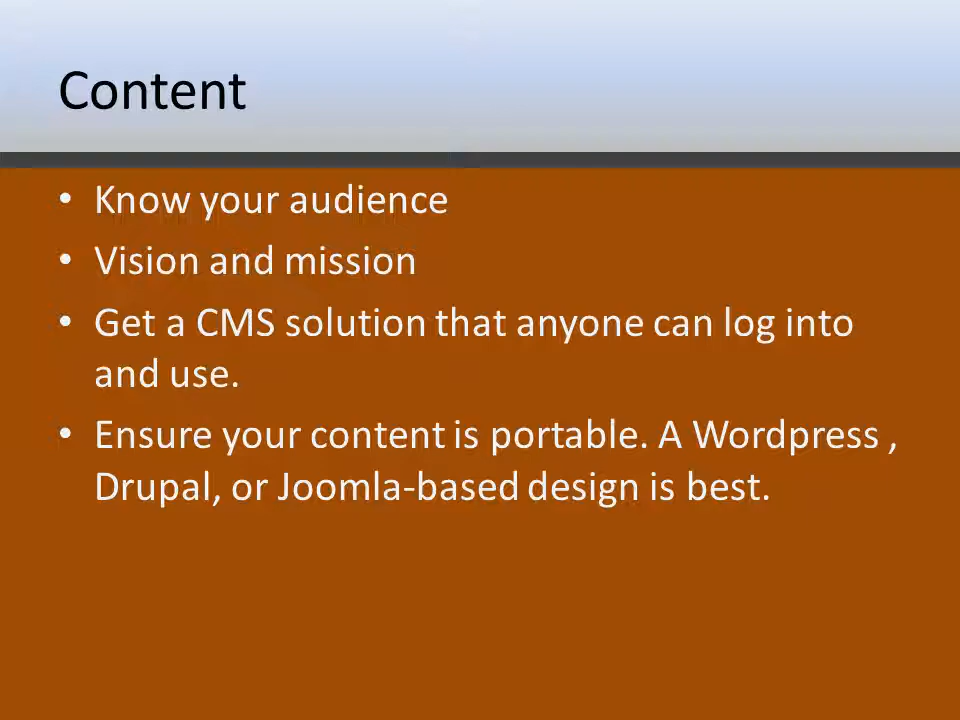 Content
• Know your audience
• Vision and mission
• Get a CMS solution that anyone can log into
and use.
• Ensure your content is portable. A Wordpress ,
Drupal, or Joomla-based design is best.